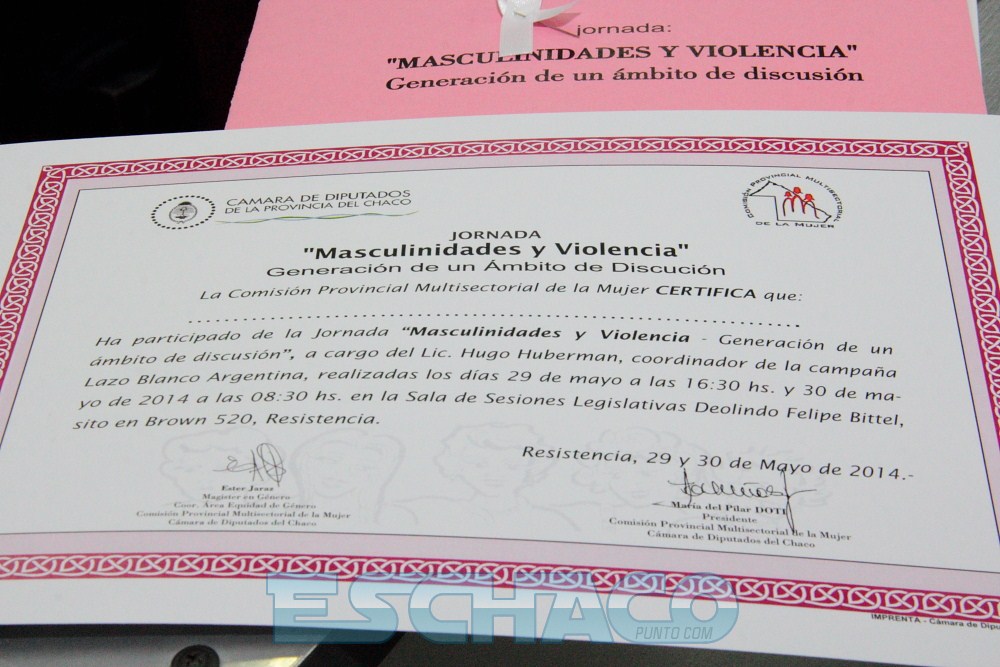 jornada:
"MASCULINIDADES Y VIOLENCIA"
Generación de un ámbito de discusión
CAMARA DE DIPUTADOS
DE LA PROVINCIA DEL CHACO
COMISIÓN PROVINCIAL MULTISECTORIAL
DE LA MUJER
JORNADA
"Masculinidades y Violencia"
Generación de un Ámbito de Discución
La Comisión Provincial Multisectorial de la Mujer CERTIFICA que:
Ha participado de la Jornada "Masculinidades y Violencia - Generación de un
ámbito de discusión", a cargo del Lic. Hugo Huberman, coordinador de la campaña
Lazo Blanco Argentina, realizadas los días 29 de mayo a las 16:30 hs. y 30 de ma-
yo de 2014 a las 08:30 hs. en la Sala de Sesiones Legislativas Deolindo Felipe Bittel,
sito en Brown 520, Resistencia.
Resistencia, 29 y 30 de Mayo de 2014.-
Ester Jaraz
Magister en Género
Coor. Área Equidad de Género
Comisión Provincial Multisectorial de la Mujer
Cámara de Diputados del Chaco
María del Pilar DOTI
Presidente
Comisión Provincial Multisectorial de la Mujer
Cámara de Diputados del Chaco
IMPRENTA - Cámara de Dipu
ESCHACO
PUNTO.COM